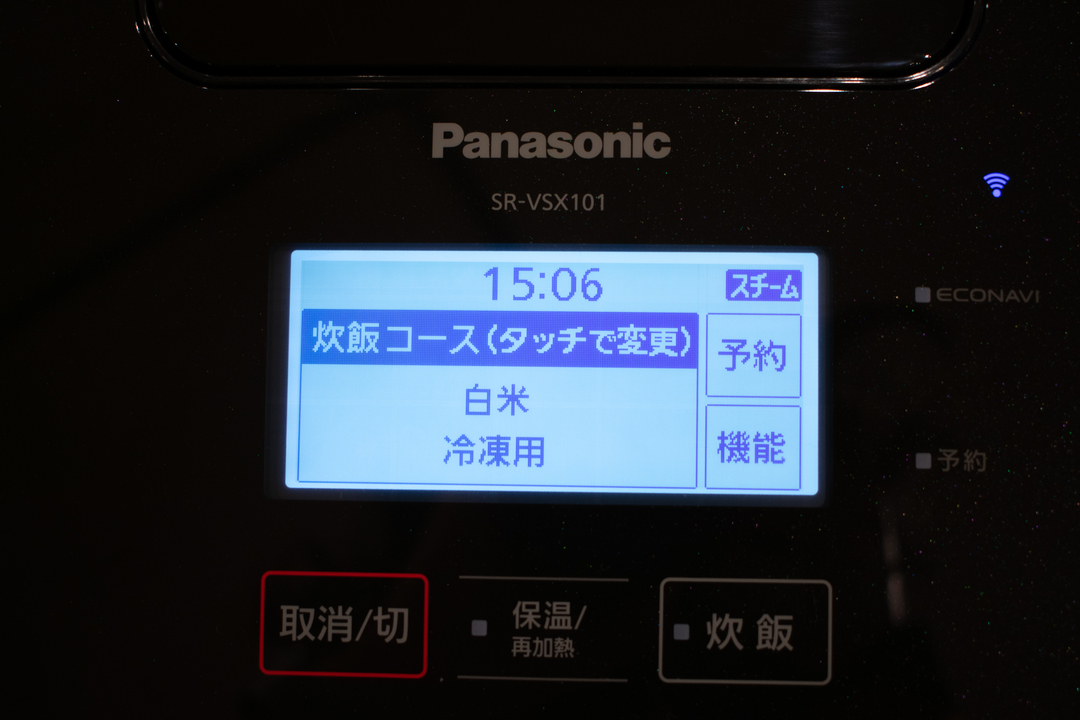 Panasonic
SR-VSX101
15:06
スチーム
炊飯コース(タッチで変更)
白米
冷凍用
予約
機能
ECONAVI
予約
取消/切
保温/
再加熱
炊飯